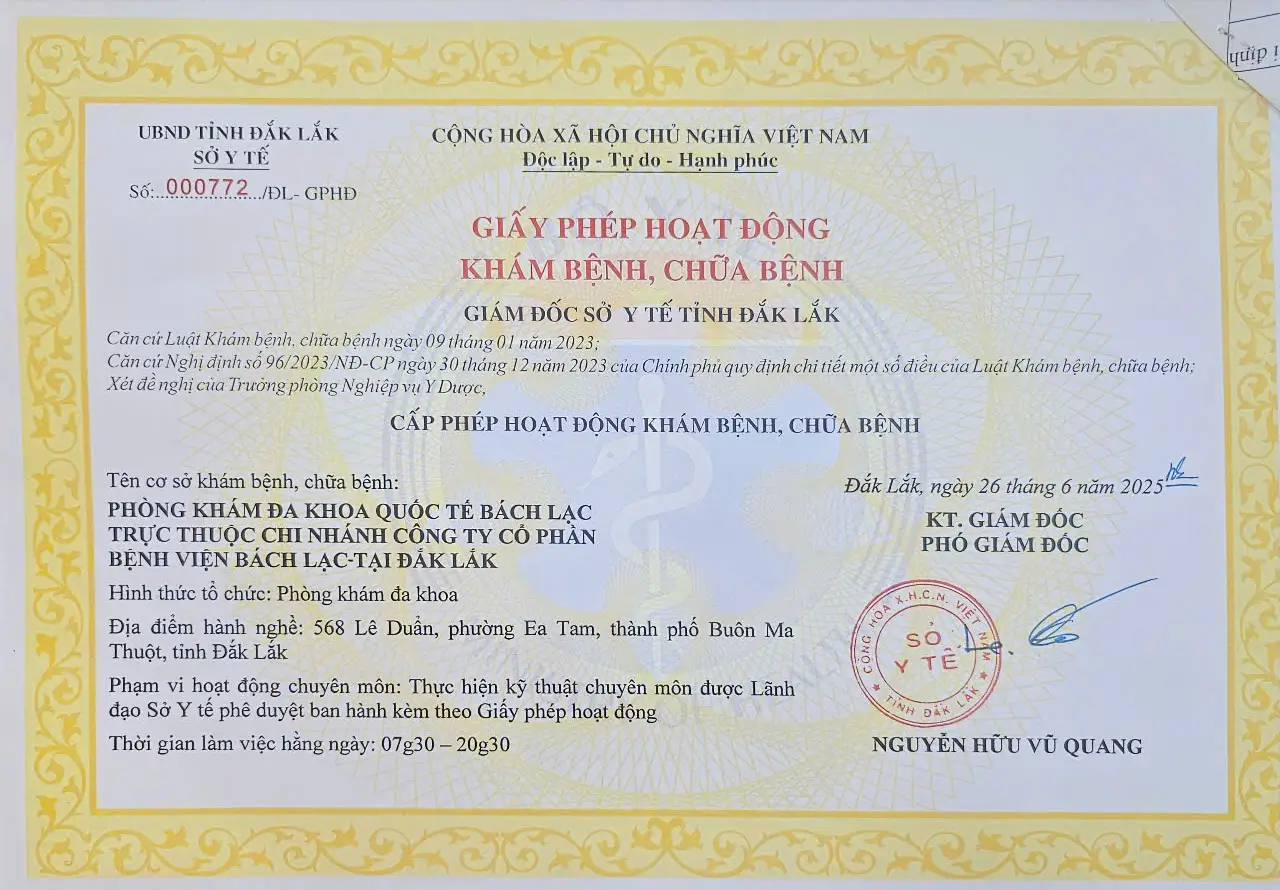 UBND TỈNH ĐẮK LẮK
SỞ Y TẾ
Số:..000772../ĐL- GPHĐ
CỘNG HÒA XÃ HỘI CHỦ NGHĨA VIỆT NAM
Độc lập - Tự do - Hạnh phúc
GIẤY PHÉP HOẠT ĐỘNG
KHÁM BỆNH, CHỮA BỆNH
GIÁM ĐỐC SỞ Y TẾ TỈNH ĐẮK LẮK
Căn cứ Luật Khám bệnh, chữa bệnh ngày 09 tháng 01 năm 2023;
Căn cứ Nghị định số 96/2023/NĐ-CP ngày 30 tháng 12 năm 2023 của Chính phủ quy định chi tiết một số điều của Luật Khám bệnh, chữa bệnh;
Xét đề nghị của Trưởng phòng Nghiệp vụ Y Dược,
CẤP PHÉP HOẠT ĐỘNG KHÁM BỆNH, CHỮA BỆNH
Tên cơ sở khám bệnh, chữa bệnh:
PHÒNG KHÁM ĐA KHOA QUỐC TẾ BÁCH LẠC
TRỰC THUỘC CHI NHÁNH CÔNG TY CỔ PHẦN
BỆNH VIỆN BÁCH LẠC-TẠI ĐẮK LẮK
Hình thức tổ chức: Phòng khám đa khoa
Địa điểm hành nghề: 568 Lê Duẩn, phường Ea Tam, thành phố Buôn Ma
Thuột, tỉnh Đắk Lắk
Phạm vi hoạt động chuyên môn: Thực hiện kỹ thuật chuyên môn được Lãnh
đạo Sở Y tế phê duyệt ban hành kèm theo Giấy phép hoạt động
Thời gian làm việc hằng ngày: 07g30 – 20g30
Đắk Lắk, ngày 26 tháng 6 năm 2025
KT. GIÁM ĐỐC
PHÓ GIÁM ĐỐC
CỘNG HÒA X.H.C.N. VIỆT NAM
SỞ
Y TẾ
★ TỈNH ĐẮK LẮK ★
NGUYỄN HỮU VŨ QUANG